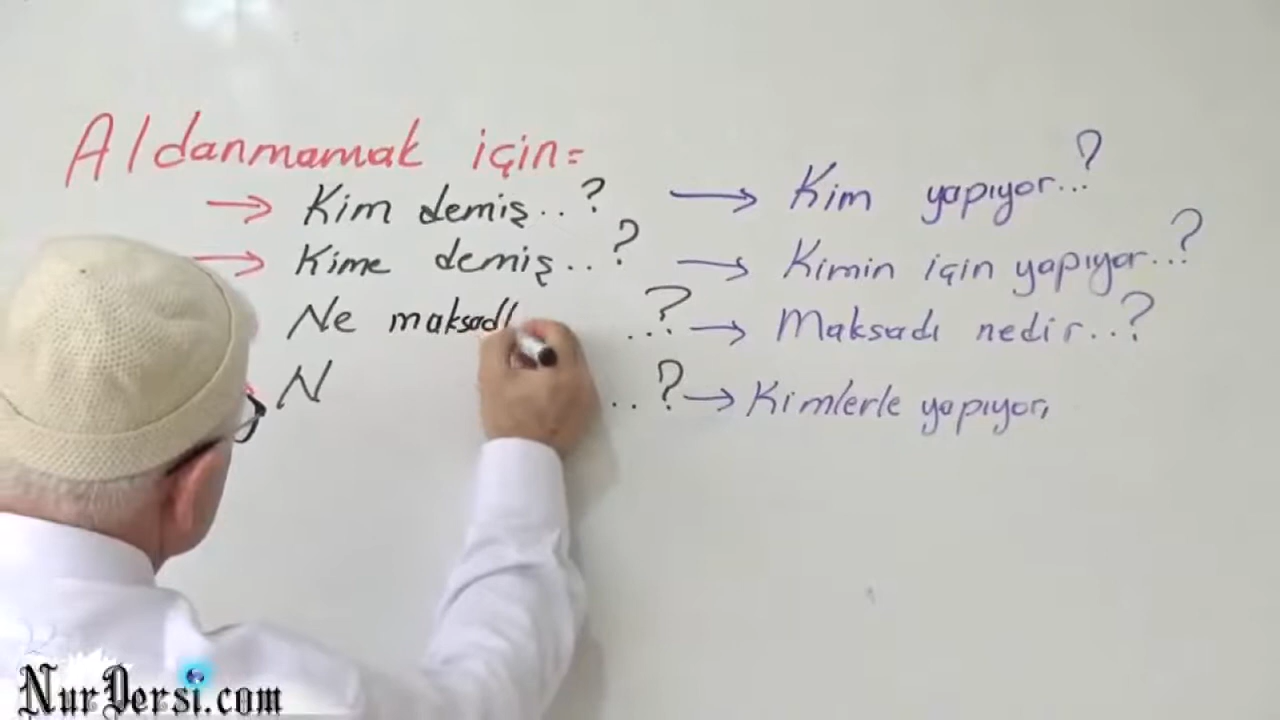 Aldanmamak için=
→ Kim demiş..? → Kim yapıyor...?
→ Kime demiş..? → Kimin için yapıyor..?
Ne maksadl ..? → Maksadı nedir..?
N ..? → Kimlerle yapıyor,
NurDersi.com